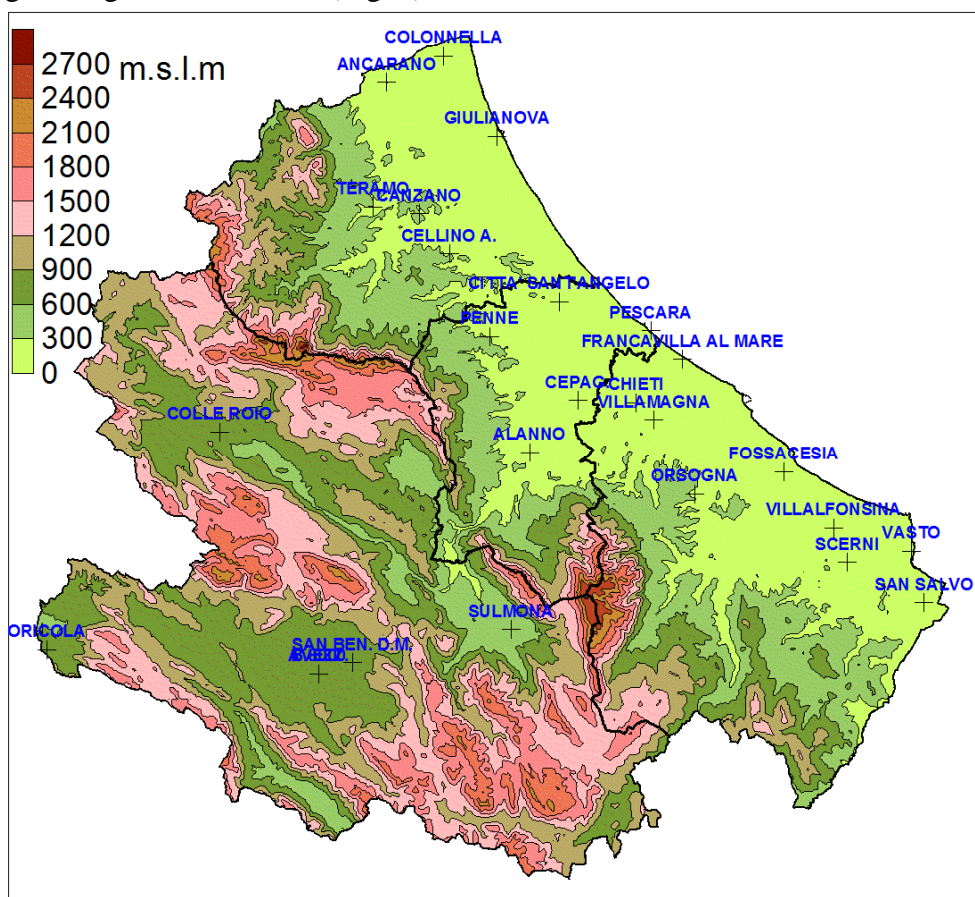 COLONNELLA
2700 m.s.l.m
ANCARANO
2400
2100
GIULIANOVA
1800
1500
TERAMO
CANZANO
1200
CELLINO A.
900
CITTA' SANT'ANGELO
600
PENNE
PESCARA
300
FRANCAVILLA AL MARE
0
CEPAG
CHIETI
COLLE ROIO
VILLAMAGNA
ALANNO
FOSSACESIA
ORSOGNA
VILLALFONSINA
VASTO
SCERNI
SAN SALVO
SULMONA
ORICOLA
SAN BEN. D.M.